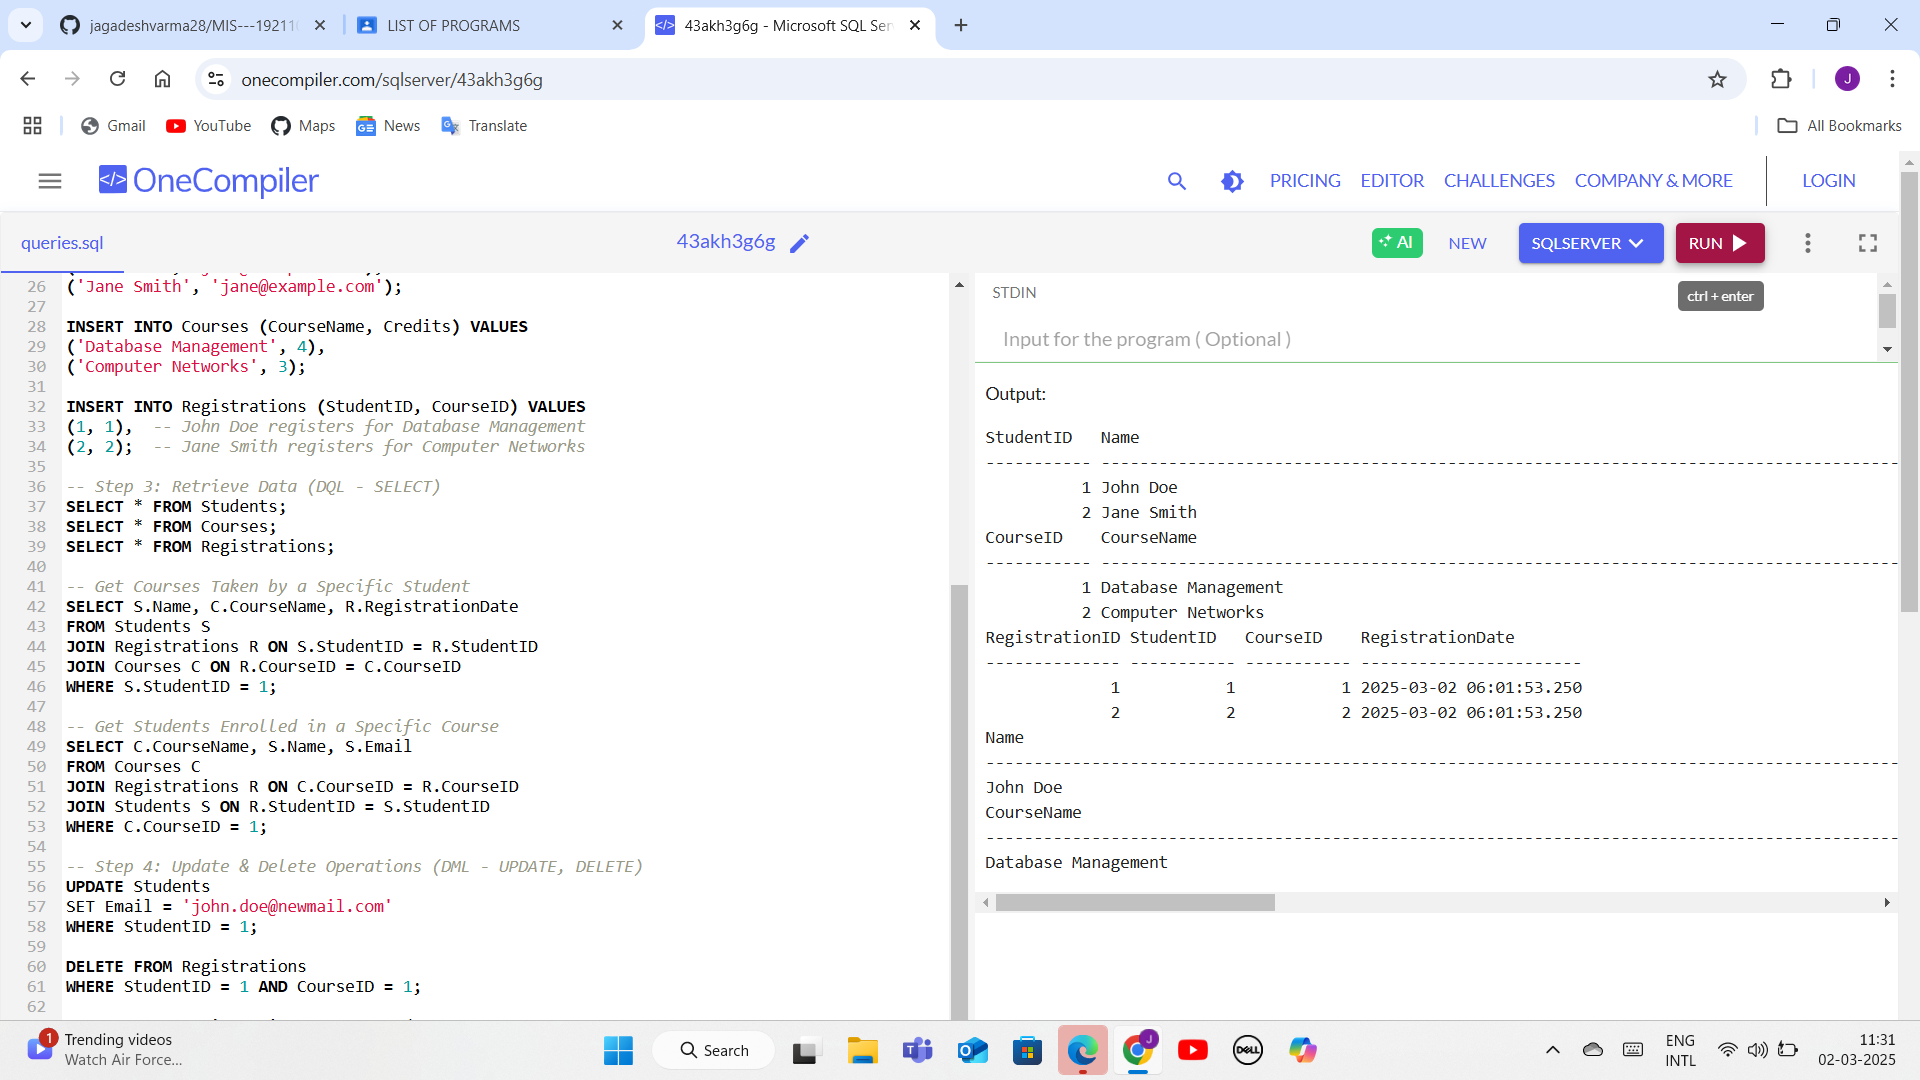 jagadeshvarma28/MIS---19211
LIST OF PROGRAMS
43akh3g6g - Microsoft SQL Ser
onecompiler.com/sqlserver/43akh3g6g
J
Gmail
YouTube
Maps
News
Translate
All Bookmarks
</> OneCompiler
PRICING
EDITOR
CHALLENGES
COMPANY & MORE
LOGIN
queries.sql
43akh3g6g
AI
NEW
SQLSERVER
RUN
ctrl + enter
26 ('Jane Smith', 'jane@example.com');
27
28 INSERT INTO Courses (CourseName, Credits) VALUES
29 ('Database Management', 4),
30 ('Computer Networks', 3);
31
32 INSERT INTO Registrations (StudentID, CourseID) VALUES
33 (1, 1),  -- John Doe registers for Database Management
34 (2, 2);  -- Jane Smith registers for Computer Networks
35
36 -- Step 3: Retrieve Data (DQL - SELECT)
37 SELECT * FROM Students;
38 SELECT * FROM Courses;
39 SELECT * FROM Registrations;
40
41 -- Get Courses Taken by a Specific Student
42 SELECT S.Name, C.CourseName, R.RegistrationDate
43 FROM Students S
44 JOIN Registrations R ON S.StudentID = R.StudentID
45 JOIN Courses C ON R.CourseID = C.CourseID
46 WHERE S.StudentID = 1;
47
48 -- Get Students Enrolled in a Specific Course
49 SELECT C.CourseName, S.Name, S.Email
50 FROM Courses C
51 JOIN Registrations R ON C.CourseID = R.CourseID
52 JOIN Students S ON R.StudentID = S.StudentID
53 WHERE C.CourseID = 1;
54
55 -- Step 4: Update & Delete Operations (DML - UPDATE, DELETE)
56 UPDATE Students
57 SET Email = 'john.doe@newmail.com'
58 WHERE StudentID = 1;
59
60 DELETE FROM Registrations
61 WHERE StudentID = 1 AND CourseID = 1;
62
STDIN
Input for the program ( Optional )
Output:
StudentID   Name
----------- -----------------------------------------------------------------------------------
1 John Doe
2 Jane Smith
CourseID    CourseName
----------- -----------------------------------------------------------------------------------
1 Database Management
2 Computer Networks
RegistrationID StudentID   CourseID    RegistrationDate
-------------- ----------- ----------- -----------------------
1           1           1 2025-03-02 06:01:53.250
2           2           2 2025-03-02 06:01:53.250
Name
-----------------------------------------------------------------------------------------------
John Doe
CourseName
-----------------------------------------------------------------------------------------------
Database Management
1
Trending videos
Watch Air Force...
Search
J
DELL
ENG
INTL
11:31
02-03-2025